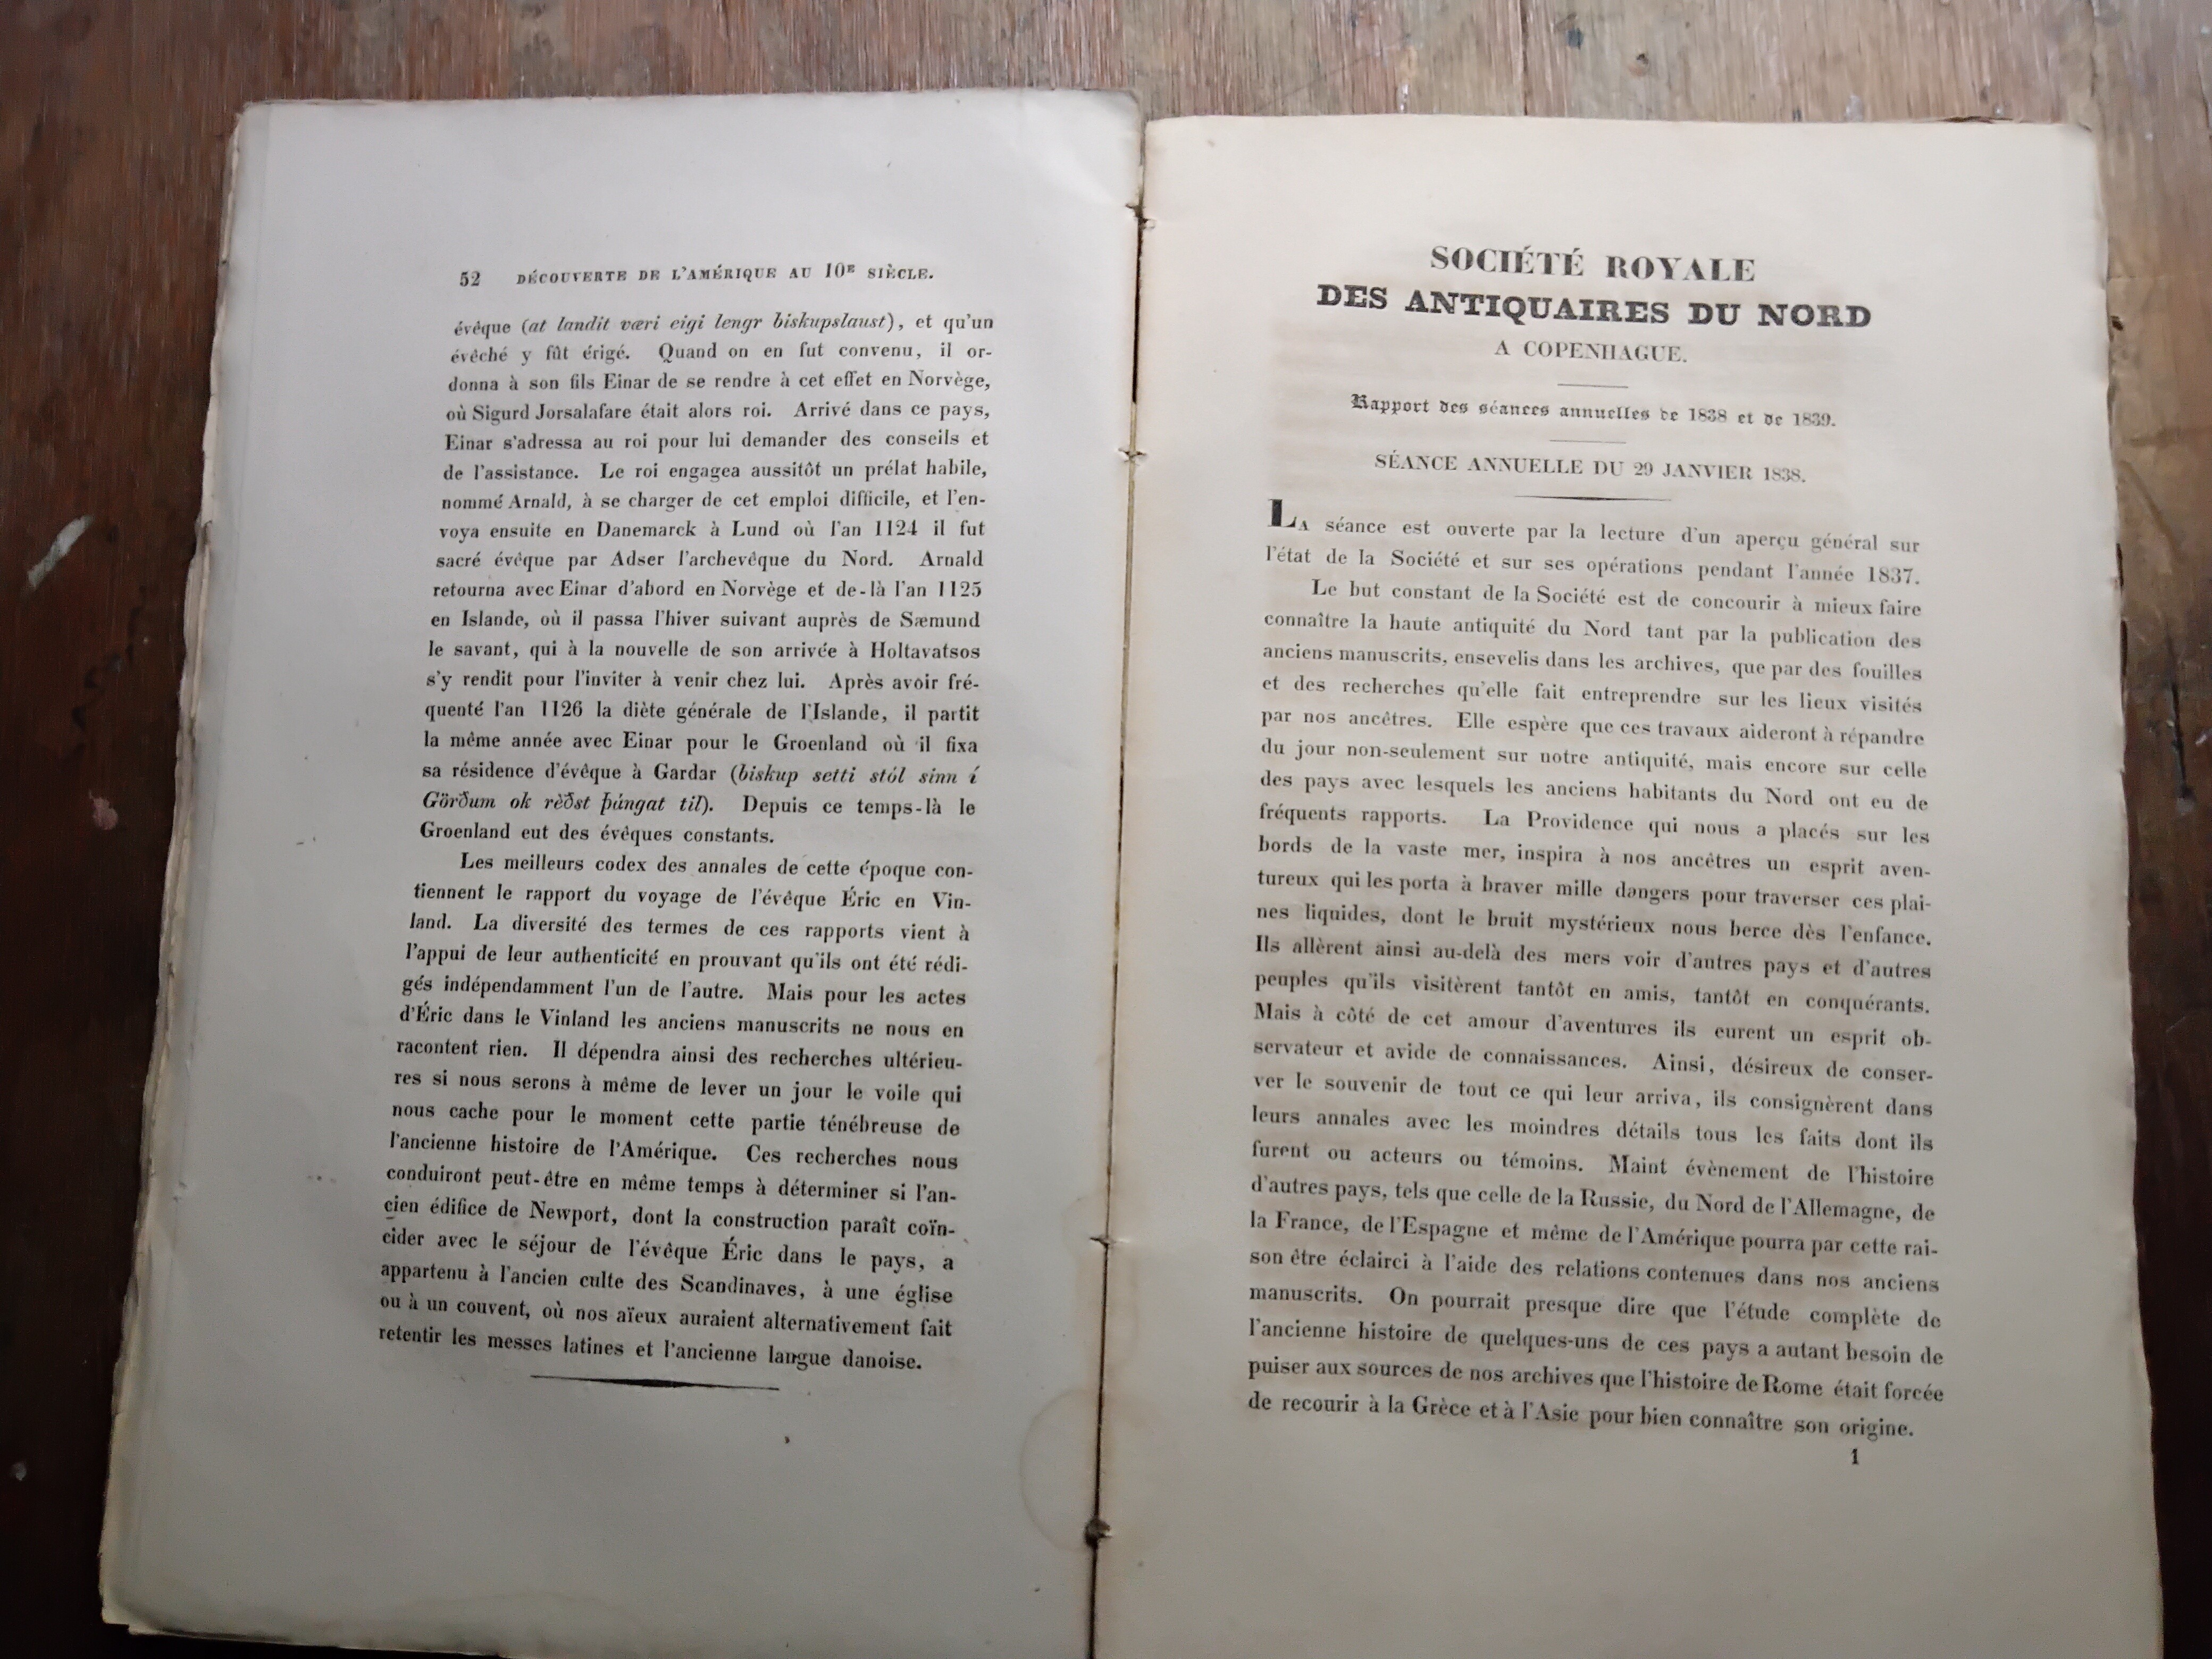 52 DÉCOUVERTE DE L'AMÉRIQUE AU 10E SIÈCLE.
évêque (at landit væri eigi lengr biskupslaust), et qu'un
évêché y fût érigé. Quand on en fut convenu, il or-
donna à son fils Einar de se rendre à cet effet en Norvège,
où Sigurd Jorsalafare était alors roi. Arrivé dans ce pays,
Einar s'adressa au roi pour lui demander des conseils et
de l'assistance. Le roi engagea aussitôt un prélat habile,
nommé Arnald, à se charger de cet emploi difficile, et l'en-
voya ensuite en Danemarck à Lund où l'an 1124 il fut
sacré évêque par Adser l'archevêque du Nord. Arnald
retourna avec Einar d'abord en Norvège et de-là l'an 1125
en Islande, où il passa l'hiver suivant auprès de Sæmund
le savant, qui à la nouvelle de son arrivée à Holtavatsos
s'y rendit pour l'inviter à venir chez lui. Après avoir fré-
quenté l'an 1126 la diète générale de l'Islande, il partit
la même année avec Einar pour le Groenland où il fixa
sa résidence d'évêque à Gardar (biskup setti stól sinn í
Görðum ok rèðst þángat til). Depuis ce temps-là le
Groenland eut des évêques constants.
Les meilleurs codex des annales de cette époque con-
tiennent le rapport du voyage de l'évêque Éric en Vin-
land. La diversité des termes de ces rapports vient à
l'appui de leur authenticité en prouvant qu'ils ont été rédi-
gés indépendamment l'un de l'autre. Mais pour les actes
d'Éric dans le Vinland les anciens manuscrits ne nous en
racontent rien. Il dépendra ainsi des recherches ultérieu-
res si nous serons à même de lever un jour le voile qui
nous cache pour le moment cette partie ténébreuse de
l'ancienne histoire de l'Amérique. Ces recherches nous
conduiront peut-être en même temps à déterminer si l'an-
cien édifice de Newport, dont la construction paraît coïn-
cider avec le séjour de l'évêque Éric dans le pays, a
appartenu à l'ancien culte des Scandinaves, à une église
ou à un couvent, où nos aïeux auraient alternativement fait
retentir les messes latines et l'ancienne langue danoise.
SOCIÉTÉ ROYALE
DES ANTIQUAIRES DU NORD
A COPENHAGUE.
Rapport des séances annuelles de 1838 et de 1839.
SÉANCE ANNUELLE DU 29 JANVIER 1838.
LA séance est ouverte par la lecture d'un aperçu général sur
l'état de la Société et sur ses opérations pendant l'année 1837.
Le but constant de la Société est de concourir à mieux faire
connaître la haute antiquité du Nord tant par la publication des
anciens manuscrits, ensevelis dans les archives, que par des fouilles
et des recherches qu'elle fait entreprendre sur les lieux visités
par nos ancêtres. Elle espère que ces travaux aideront à répandre
du jour non-seulement sur notre antiquité, mais encore sur celle
des pays avec lesquels les anciens habitants du Nord ont eu de
fréquents rapports. La Providence qui nous a placés sur les
bords de la vaste mer, inspira à nos ancêtres un esprit aven-
tureux qui les porta à braver mille dangers pour traverser ces plai-
nes liquides, dont le bruit mystérieux nous berce dès l'enfance.
Ils allèrent ainsi au-delà des mers voir d'autres pays et d'autres
peuples qu'ils visitèrent tantôt en amis, tantôt en conquérants.
Mais à côté de cet amour d'aventures ils eurent un esprit ob-
servateur et avide de connaissances. Ainsi, désireux de conser-
ver le souvenir de tout ce qui leur arriva, ils consignèrent dans
leurs annales avec les moindres détails tous les faits dont ils
furent ou acteurs ou témoins. Maint évènement de l'histoire
d'autres pays, tels que celle de la Russie, du Nord de l'Allemagne, de
la France, de l'Espagne et même de l'Amérique pourra par cette rai-
son être éclairci à l'aide des relations contenues dans nos anciens
manuscrits. On pourrait presque dire que l'étude complète de
l'ancienne histoire de quelques-uns de ces pays a autant besoin de
puiser aux sources de nos archives que l'histoire de Rome était forcée
de recourir à la Grèce et à l'Asie pour bien connaître son origine.
1